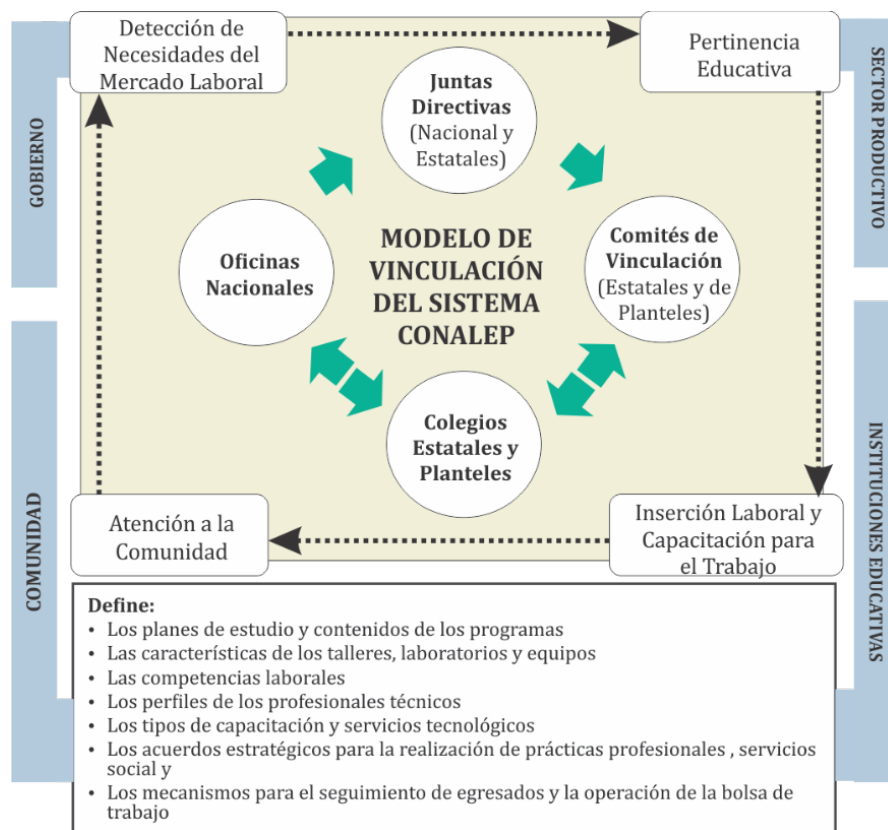 Detección de
Necesidades del
Mercado Laboral
Pertinencia
Educativa
GOBIERNO
SECTOR PRODUCTIVO
Juntas
Directivas
(Nacional y
Estatales)
Oficinas
Nacionales
MODELO DE
VINCULACIÓN
DEL SISTEMA
CONALEP
Comités de
Vinculación
(Estatales y de
Planteles)
Colegios
Estatales y
Planteles
COMUNIDAD
INSTITUCIONES EDUCATIVAS
Atención a la
Comunidad
Inserción Laboral y
Capacitación para
el Trabajo
Define:
• Los planes de estudio y contenidos de los programas
• Las características de los talleres, laboratorios y equipos
• Las competencias laborales
• Los perfiles de los profesionales técnicos
• Los tipos de capacitación y servicios tecnológicos
• Los acuerdos estratégicos para la realización de prácticas profesionales , servicios
social y
• Los mecanismos para el seguimiento de egresados y la operación de la bolsa de
trabajo